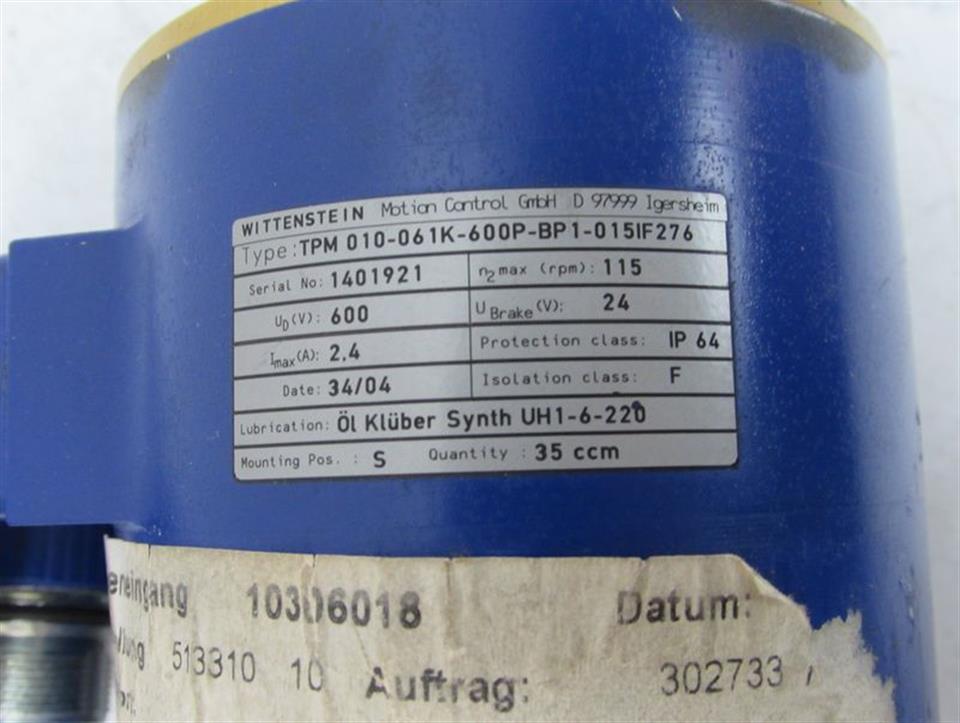 WITTENSTEIN Motion Control GmbH D 97999 Igersheim
Type: TPM 010-061K-600P-BP1-015IF276
Serial No: 1401921 n2 max (rpm): 115
UD(V): 600 U Brake(V): 24
Imax(A): 2.4 Protection class: IP 64
Date: 34/04 Isolation class: F
Lubrication: Öl Klüber Synth UH1-6-220
Mounting Pos. : S Quantity : 35 ccm
reneingang 10306018 Datum:
513310 10 Auftrag: 302733